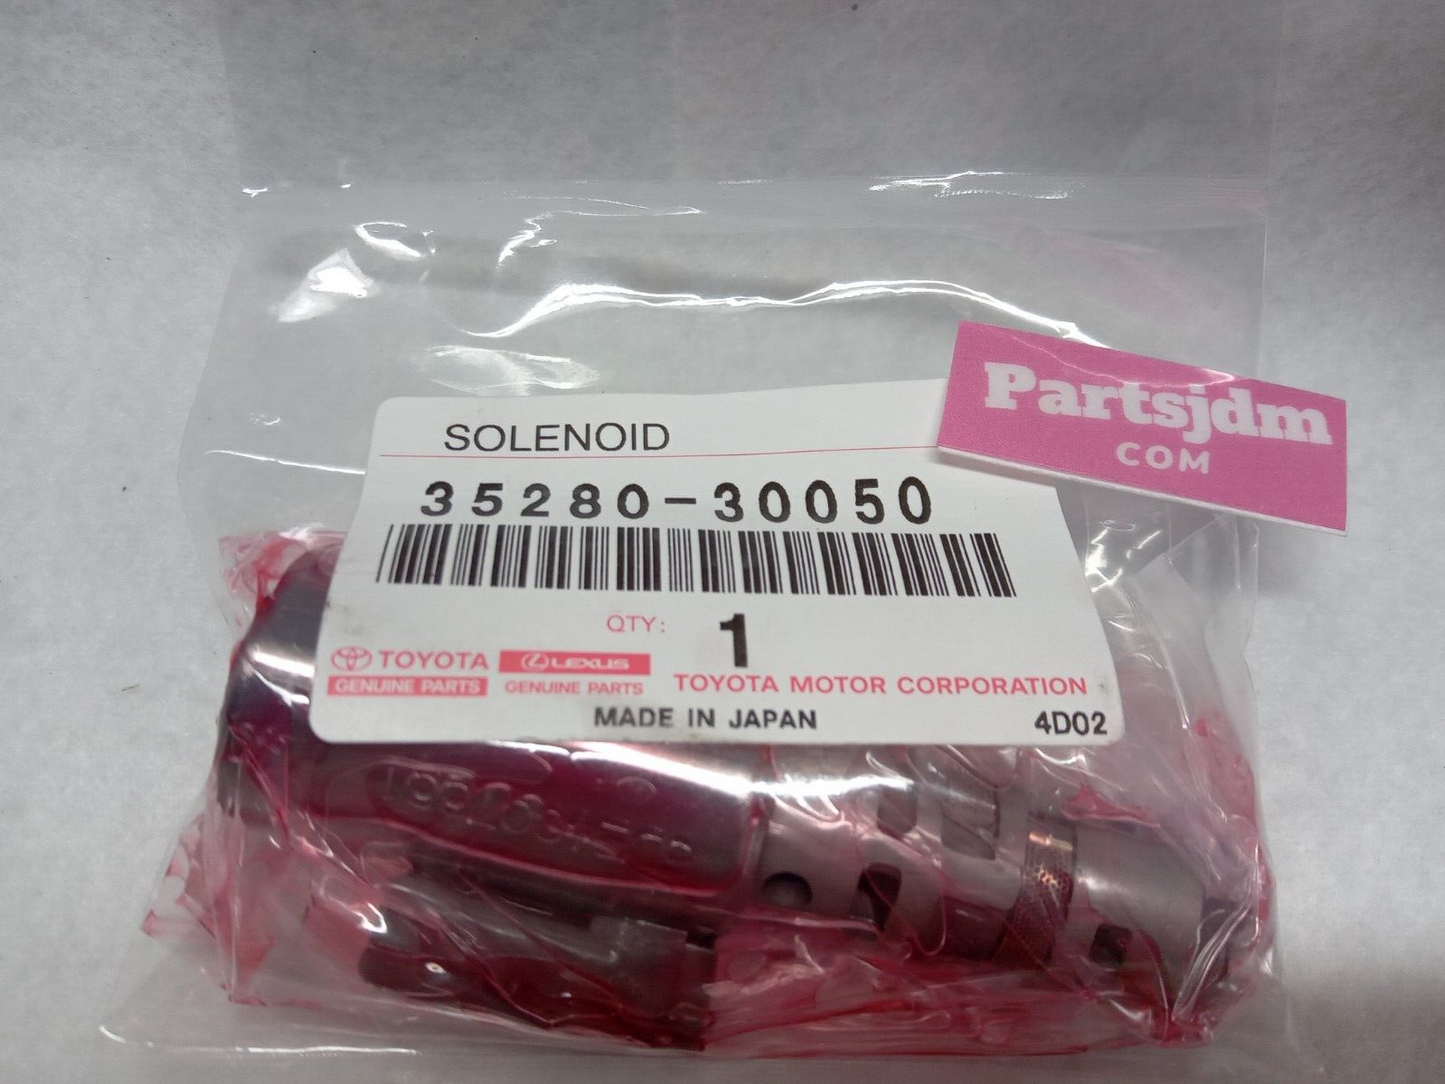 Partsjdm
COM
SOLENOID
35280-30050
QTY: 1
TOYOTA LEXUS
GENUINE PARTS GENUINE PARTS TOYOTA MOTOR CORPORATION
MADE IN JAPAN 4D02